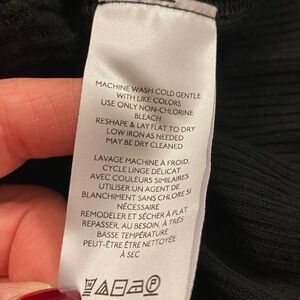 MACHINE WASH COLD GENTLE
WITH LIKE COLORS
USE ONLY NON-CHLORINE
BLEACH
RESHAPE & LAY FLAT TO DRY
LOW IRON AS NEEDED
MAY BE DRY CLEANED
LAVAGE MACHINE À FROID,
CYCLE LINGE DÉLICAT
AVEC COULEURS SIMILAIRES
UTILISER UN AGENT DE
BLANCHIMENT SANS CHLORE SI
NÉCESSAIRE
REMODELER ET SÉCHER À PLAT
REPASSER, AU BESOIN, À TRÈS
BASSE TEMPÉRATURE
PEUT-ÊTRE ÊTRE NETTOYÉ
À SEC